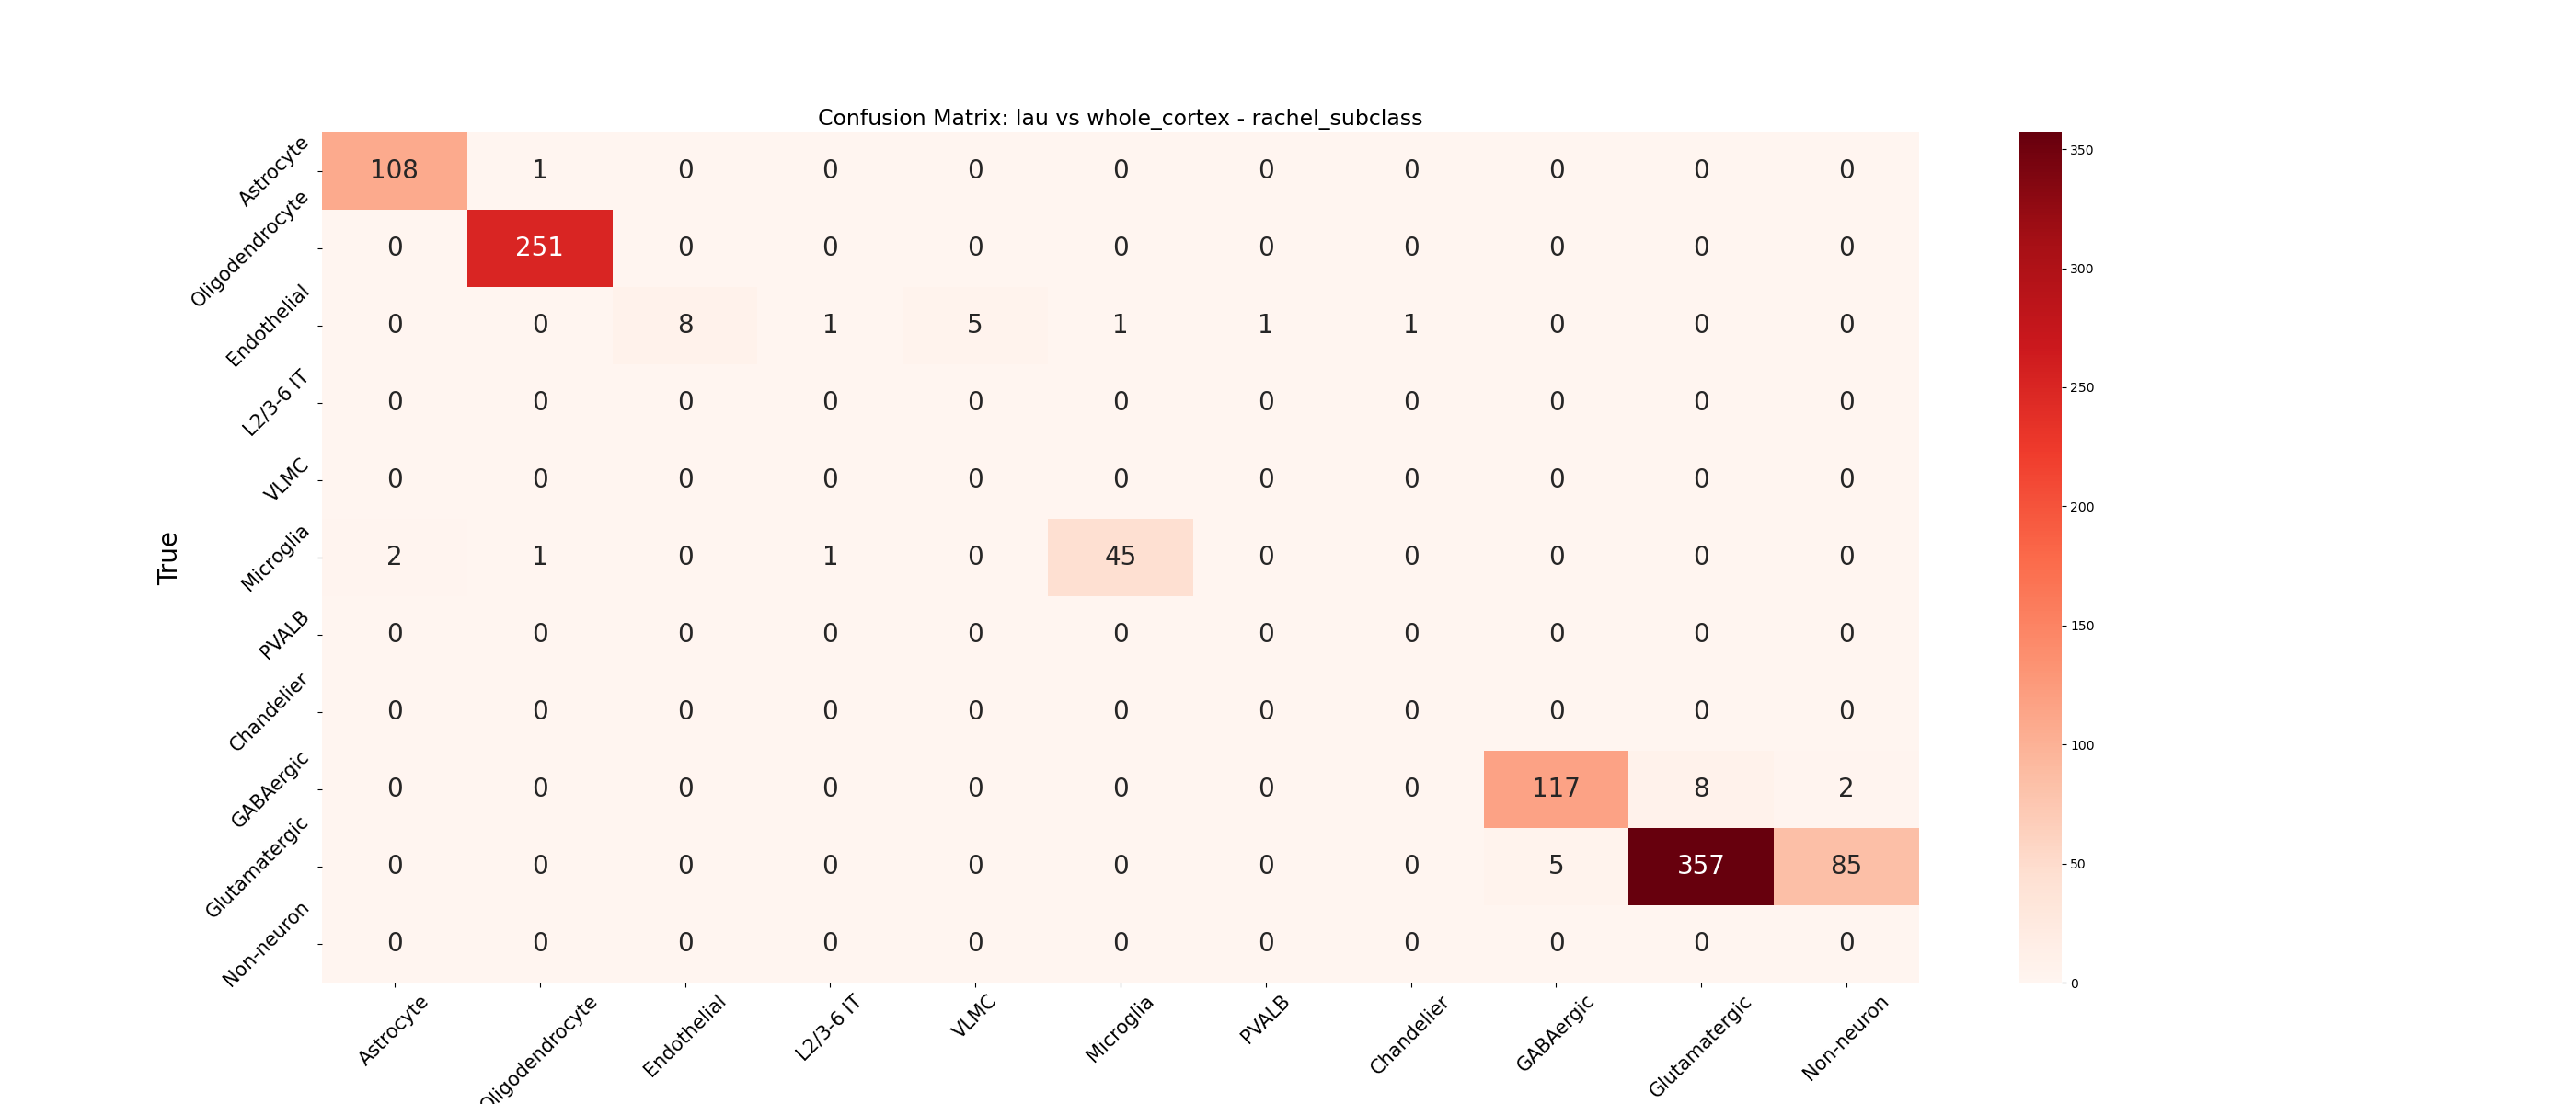 Confusion Matrix: lau vs whole_cortex - rachel_subclass
True
Astrocyte 108 1 0 0 0 0 0 0 0 0 0
Oligodendrocyte 0 251 0 0 0 0 0 0 0 0 0
Endothelial 0 0 8 1 5 1 1 1 0 0 0
L2/3-6 IT 0 0 0 0 0 0 0 0 0 0 0
VLMC 0 0 0 0 0 0 0 0 0 0 0
Microglia 2 1 0 1 0 45 0 0 0 0 0
PVALB 0 0 0 0 0 0 0 0 0 0 0
Chandelier 0 0 0 0 0 0 0 0 0 0 0
GABAergic 0 0 0 0 0 0 0 0 117 8 2
Glutamatergic 0 0 0 0 0 0 0 0 5 357 85
Non-neuron 0 0 0 0 0 0 0 0 0 0 0
Astrocyte Oligodendrocyte Endothelial L2/3-6 IT VLMC Microglia PVALB Chandelier GABAergic Glutamatergic Non-neuron
350
300
250
200
150
100
50
0